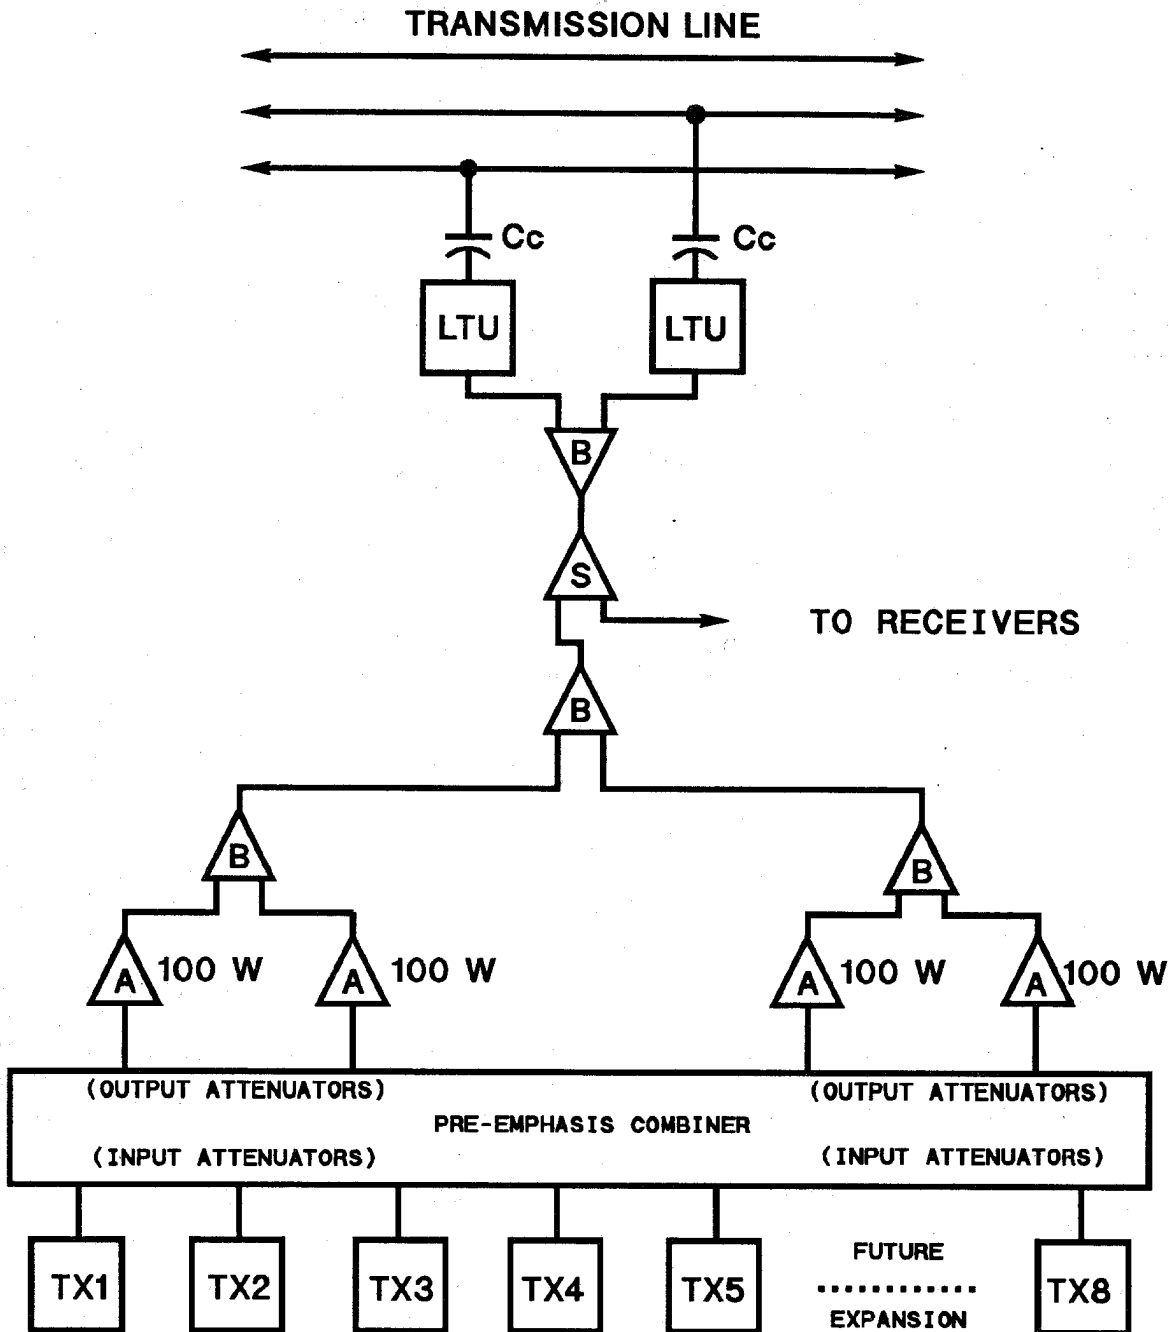 TRANSMISSION LINE
Cc
Cc
LTU
LTU
B
S
TO RECEIVERS
B
B
B
A 100 W
A 100 W
A 100 W
A 100 W
(OUTPUT ATTENUATORS)
(OUTPUT ATTENUATORS)
PRE-EMPHASIS COMBINER
(INPUT ATTENUATORS)
(INPUT ATTENUATORS)
TX1
TX2
TX3
TX4
TX5
FUTURE
EXPANSION
TX8